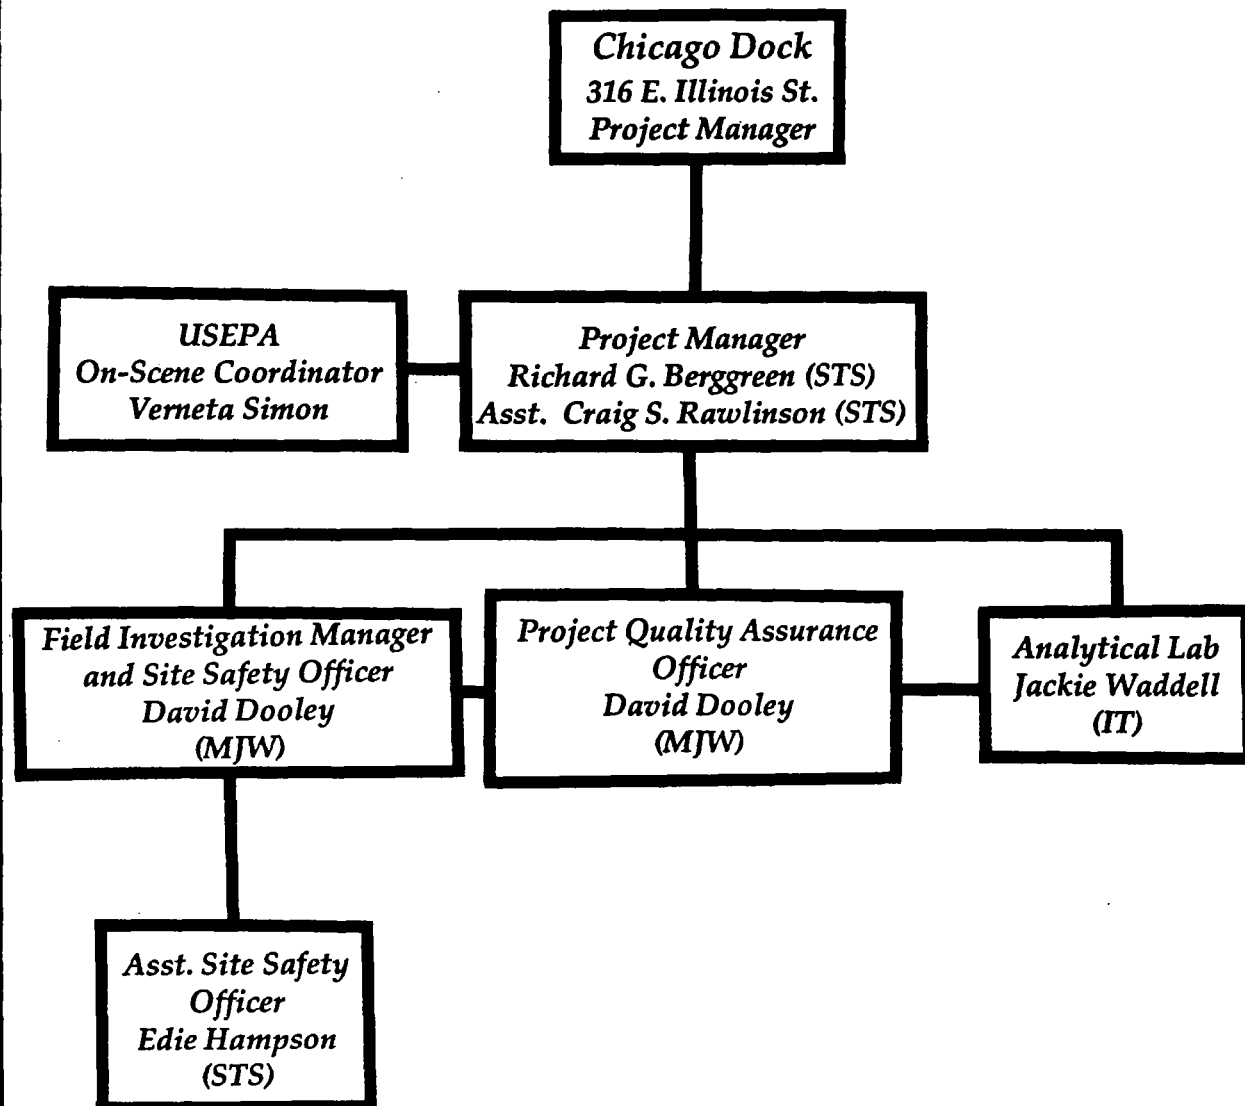 Chicago Dock
316 E. Illinois St.
Project Manager
USEPA
On-Scene Coordinator
Verneta Simon
Project Manager
Richard G. Berggreen (STS)
Asst. Craig S. Rawlinson (STS)
Field Investigation Manager
and Site Safety Officer
David Dooley
(MJW)
Project Quality Assurance
Officer
David Dooley
(MJW)
Analytical Lab
Jackie Waddell
(IT)
Asst. Site Safety
Officer
Edie Hampson
(STS)